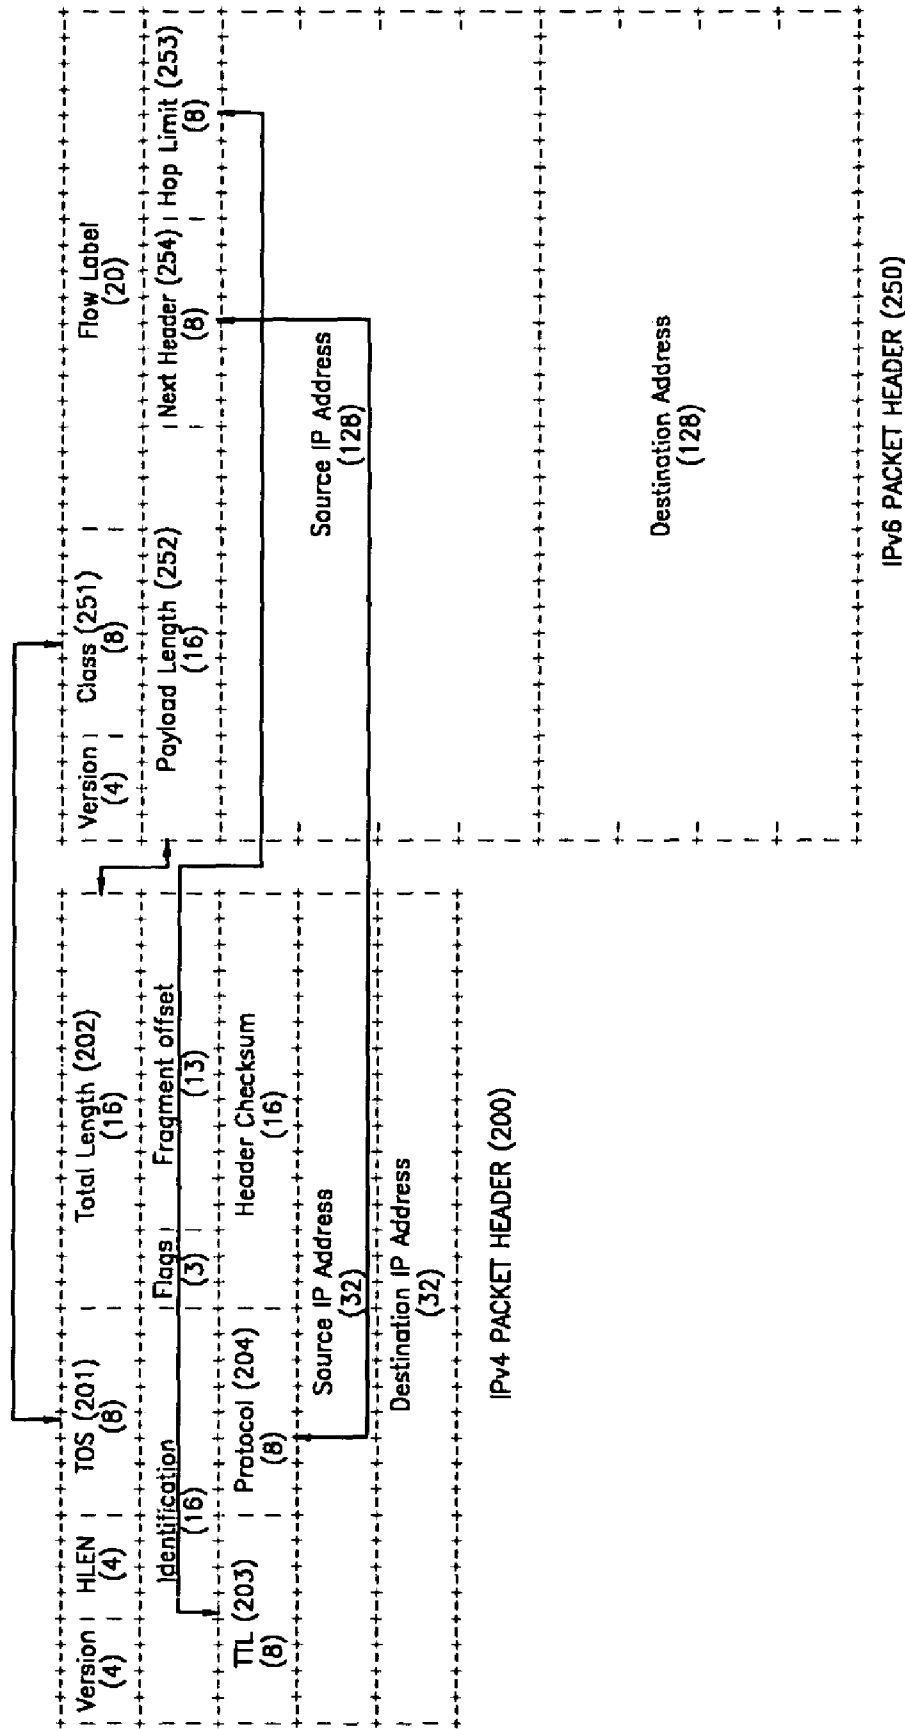 Version | HLEN | TOS (201) | Total Length (202)
(4) | (4) | (8) | (16)
Identification | Flags | Fragment offset
(16) | (3) | (13)
TTL (203) | Protocol (204) | Header Checksum
(8) | (8) | (16)
Source IP Address
(32)
Destination IP Address
(32)
IPv4 PACKET HEADER (200)
Version | Class (251) | Flow Label
(4) | (8) | (20)
Payload Length (252) | Next Header (254) | Hop Limit (253)
(16) | (8) | (8)
Source IP Address
(128)
Destination Address
(128)
IPv6 PACKET HEADER (250)